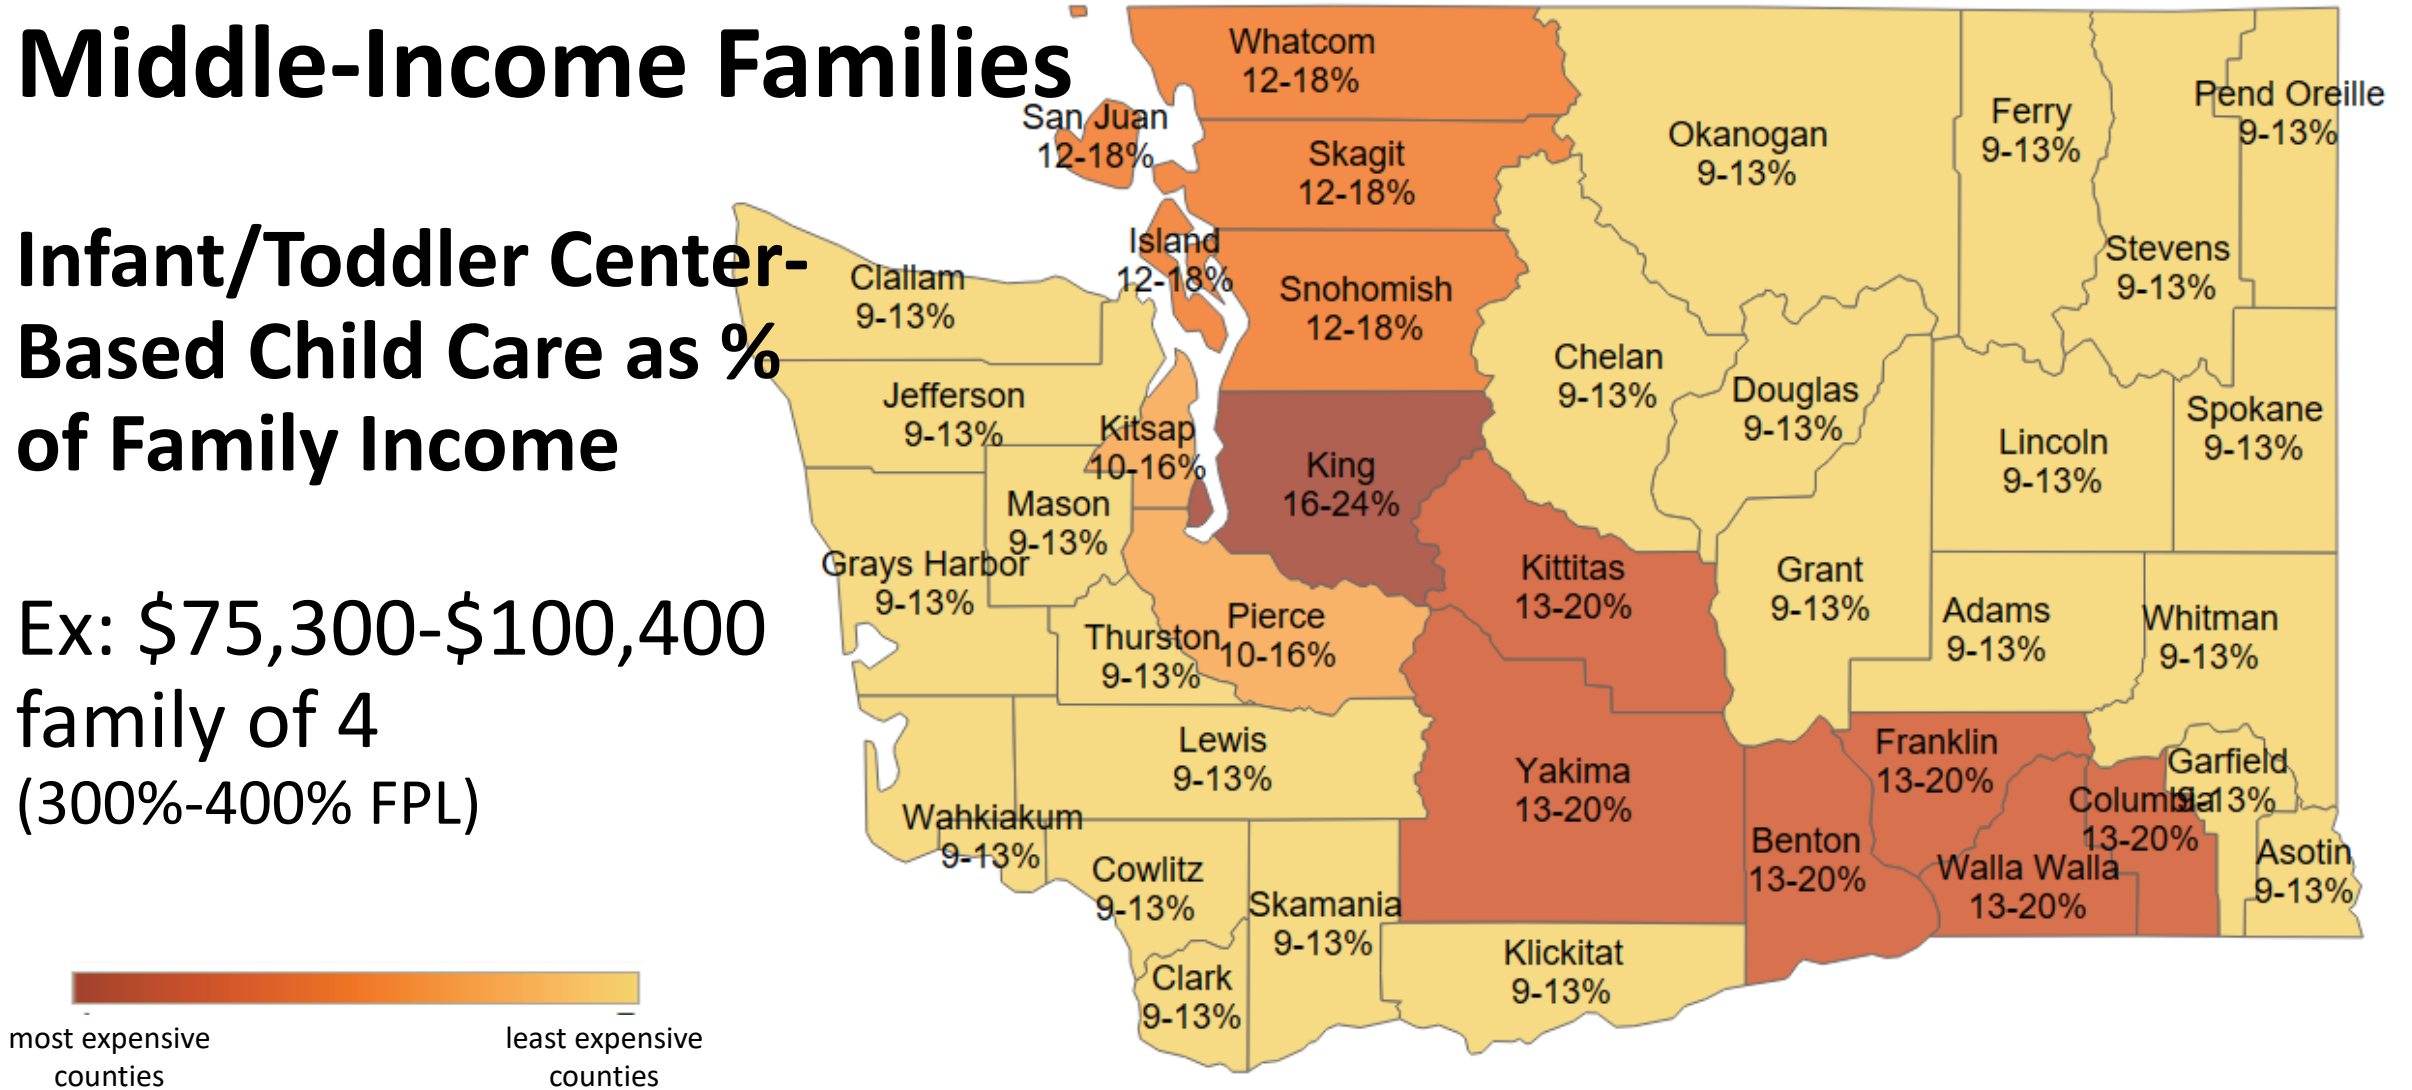 Middle-Income Families
Infant/Toddler Center-
Based Child Care as %
of Family Income
Ex: $75,300-$100,400
family of 4
(300%-400% FPL)
most expensive
counties
least expensive
counties
Whatcom
12-18%
San Juan
12-18%
Skagit
12-18%
Island
12-18%
Snohomish
12-18%
Okanogan
9-13%
Ferry
9-13%
Pend Oreille
9-13%
Stevens
9-13%
Clallam
9-13%
Jefferson
9-13%
Kitsap
10-16%
King
16-24%
Chelan
9-13%
Douglas
9-13%
Lincoln
9-13%
Spokane
9-13%
Mason
9-13%
Grays Harbor
9-13%
Thurston
9-13%
Pierce
10-16%
Kittitas
13-20%
Grant
9-13%
Adams
9-13%
Whitman
9-13%
Lewis
9-13%
Yakima
13-20%
Franklin
13-20%
Garfield
9-13%
Columbia
13-20%
Benton
13-20%
Walla Walla
13-20%
Asotin
9-13%
Wahkiakum
9-13%
Cowlitz
9-13%
Skamania
9-13%
Klickitat
9-13%
Clark
9-13%